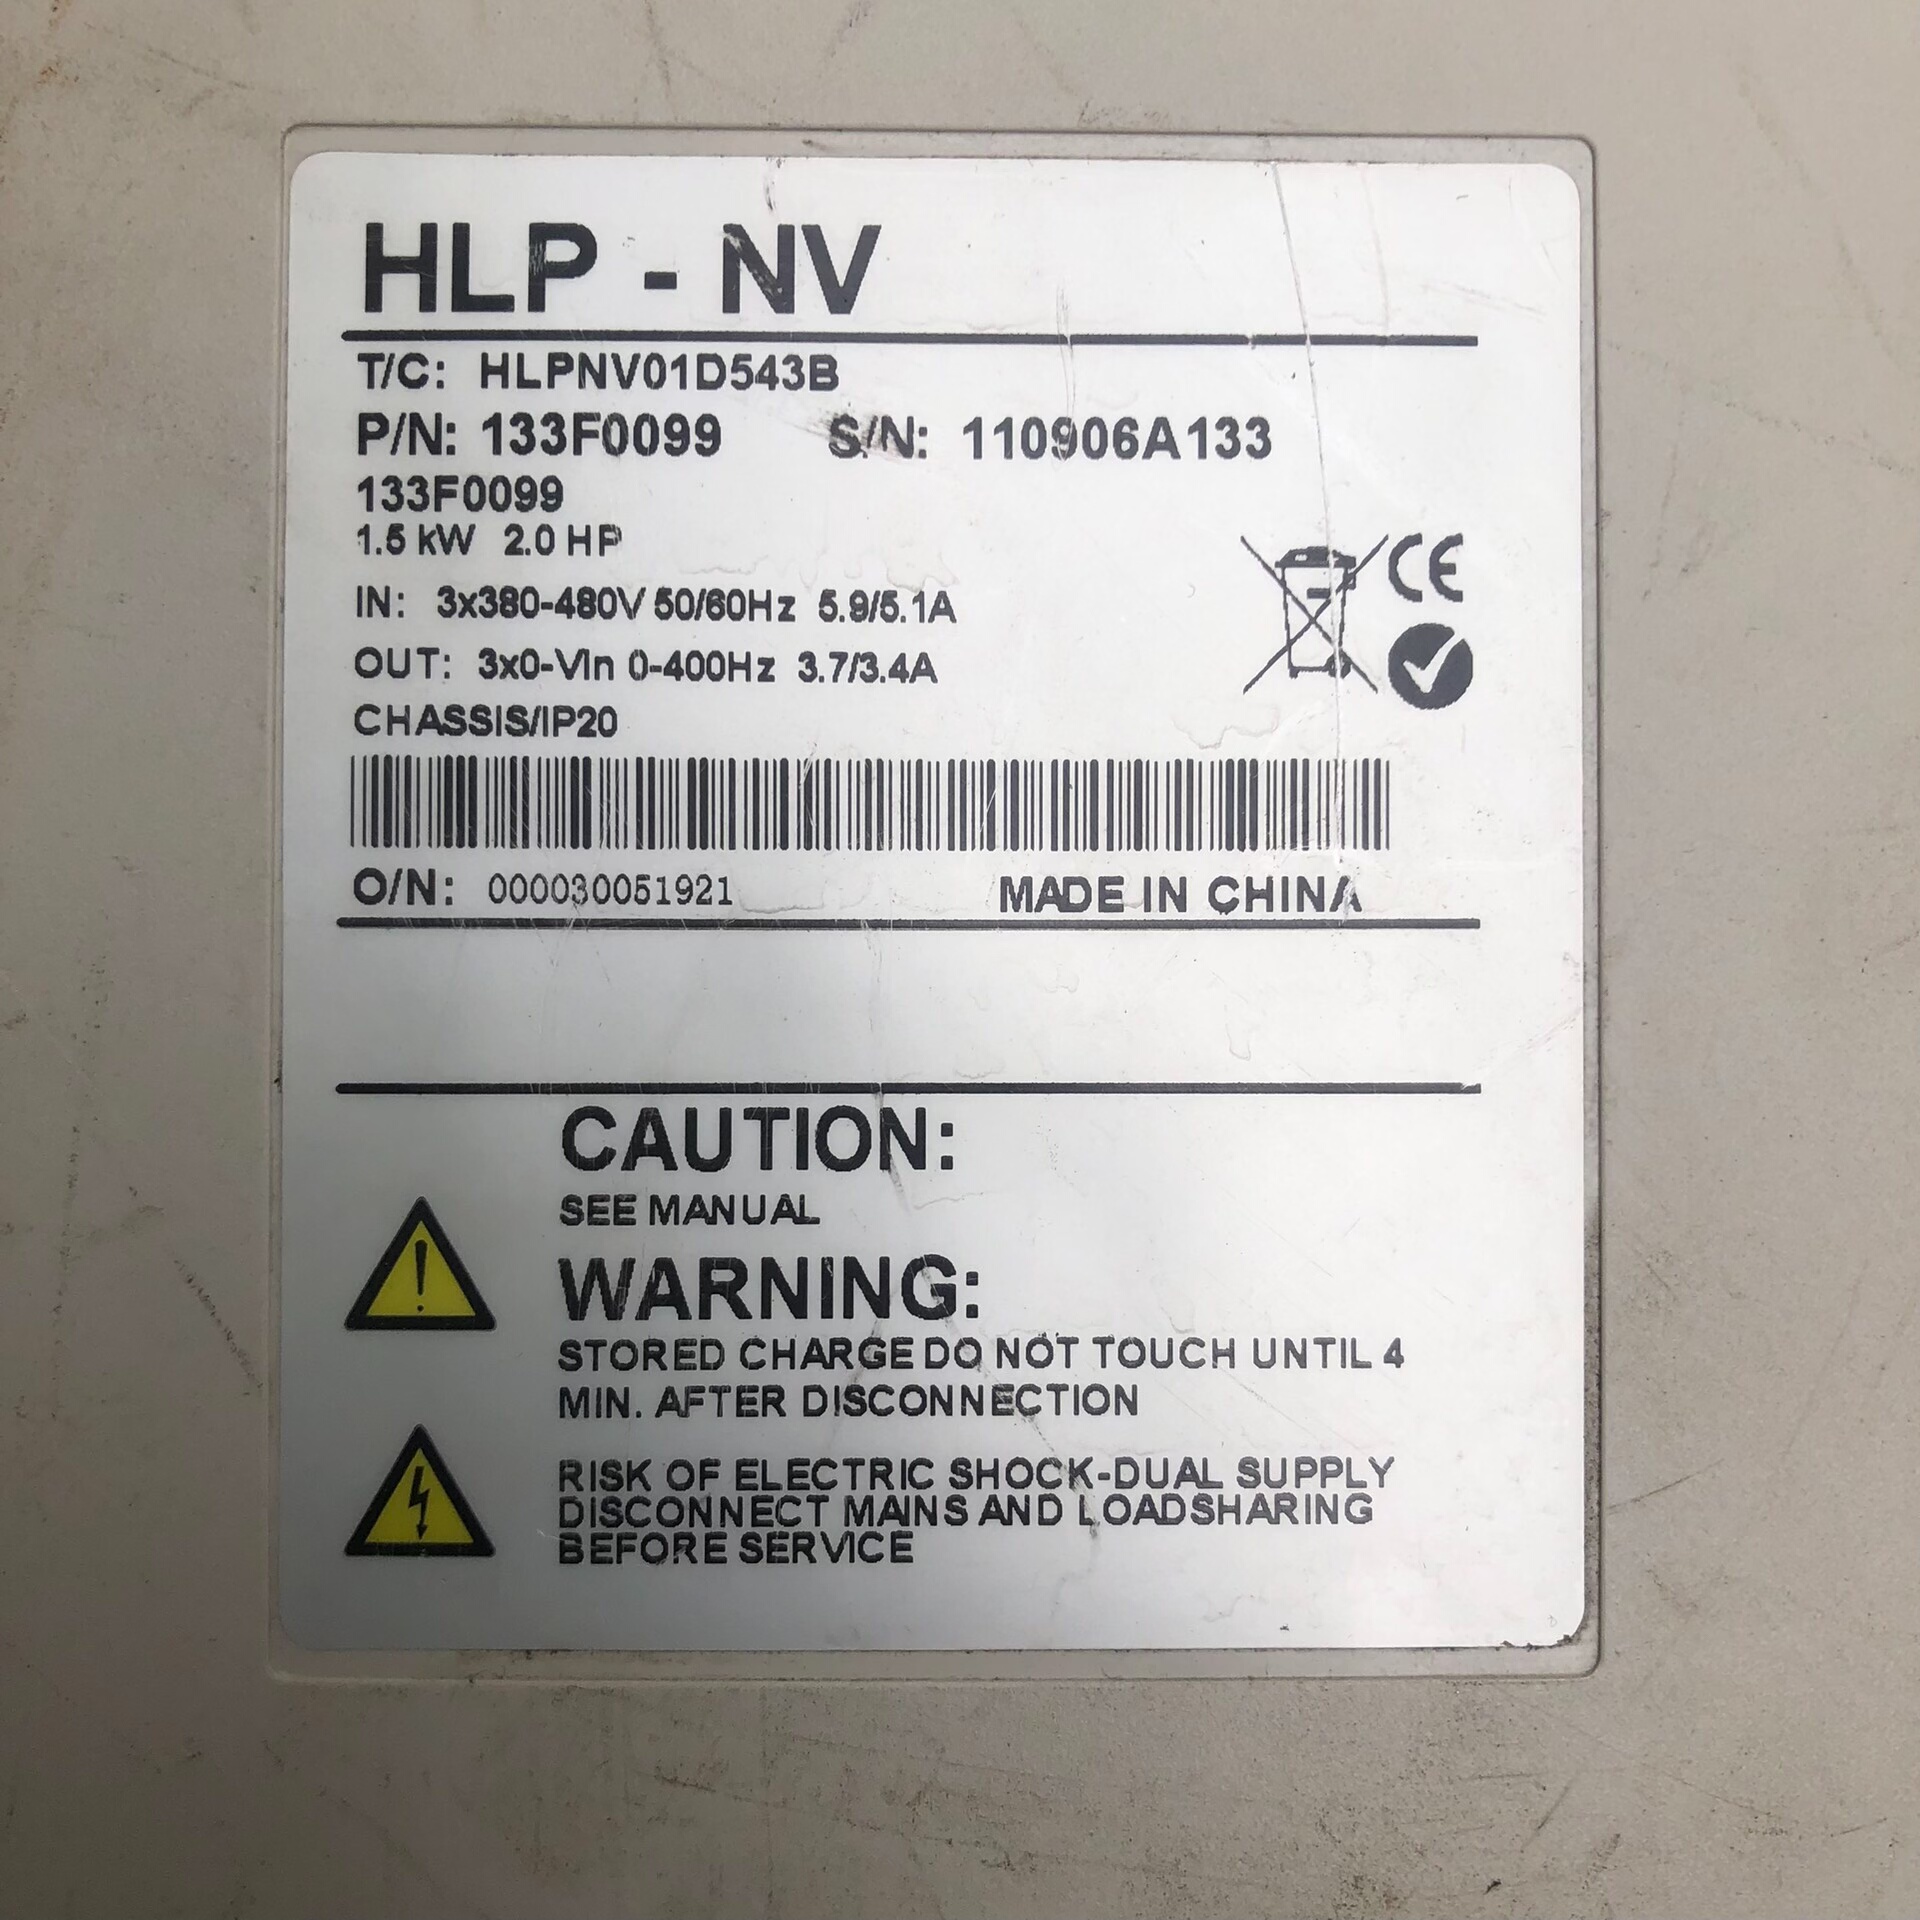 HLP - NV
T/C: HLPNV01D543B
P/N: 133F0099 S/N: 110906A133
133F0099
1.5 kW 2.0 HP
IN: 3x380-480V 50/60Hz 5.9/5.1A
OUT: 3x0-VIn 0-400Hz 3.7/3.4A
CHASSIS/IP20
CE
O/N: 000030051921 MADE IN CHINA
CAUTION:
SEE MANUAL
WARNING:
STORED CHARGE DO NOT TOUCH UNTIL 4
MIN. AFTER DISCONNECTION
RISK OF ELECTRIC SHOCK-DUAL SUPPLY
DISCONNECT MAINS AND LOADSHARING
BEFORE SERVICE